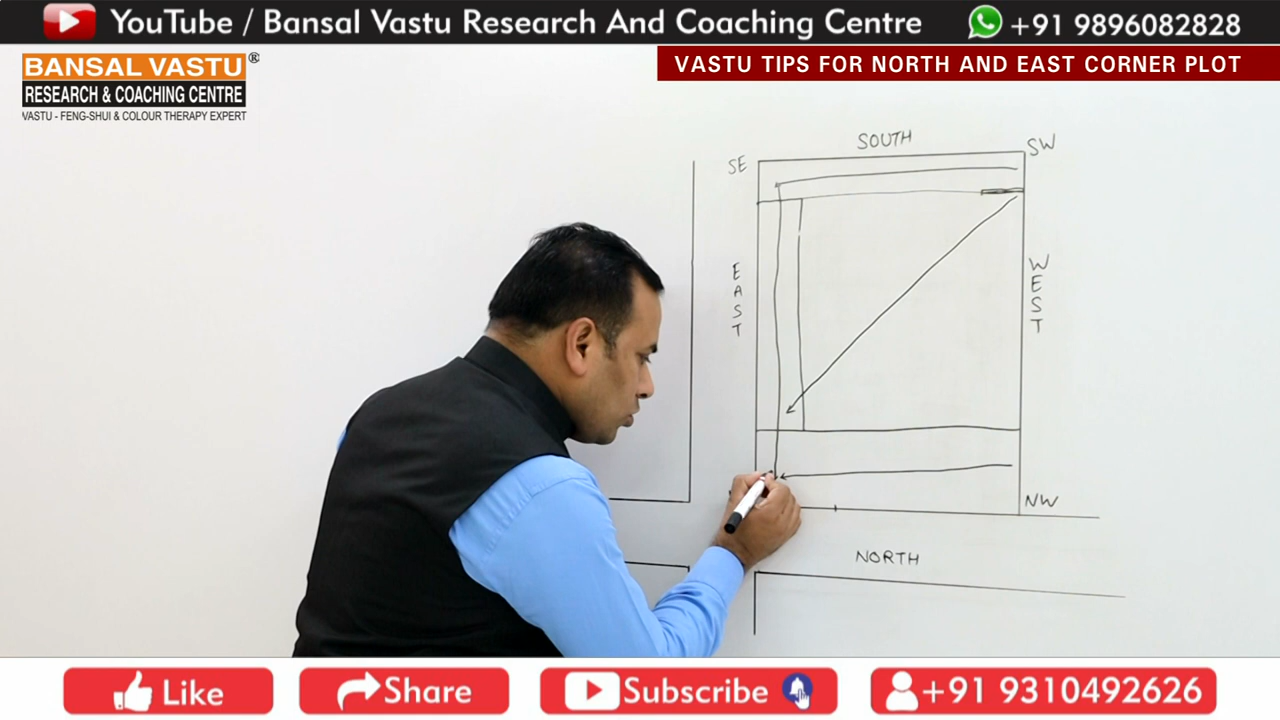 YouTube / Bansal Vastu Research And Coaching Centre
+91 9896082828
BANSAL VASTU®
RESEARCH & COACHING CENTRE
VASTU - FENG-SHUI & COLOUR THERAPY EXPERT
VASTU TIPS FOR NORTH AND EAST CORNER PLOT
SOUTH
SE
SW
EAST
WEST
NW
NORTH
Like
Share
Subscribe
+91 9310492626